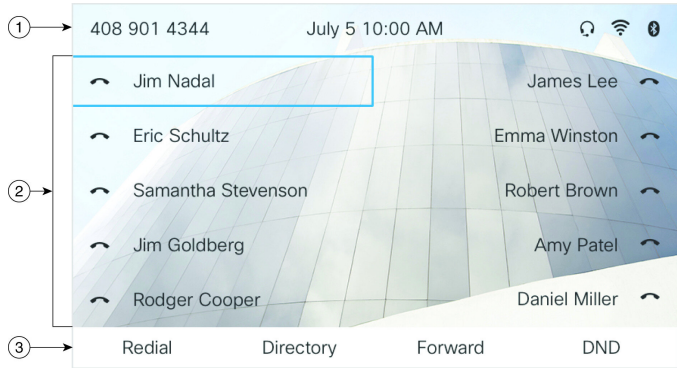 1 408 901 4344 July 5 10:00 AM
Jim Nadal James Lee
Eric Schultz Emma Winston
2 Samantha Stevenson Robert Brown
Jim Goldberg Amy Patel
Rodger Cooper Daniel Miller
3 Redial Directory Forward DND